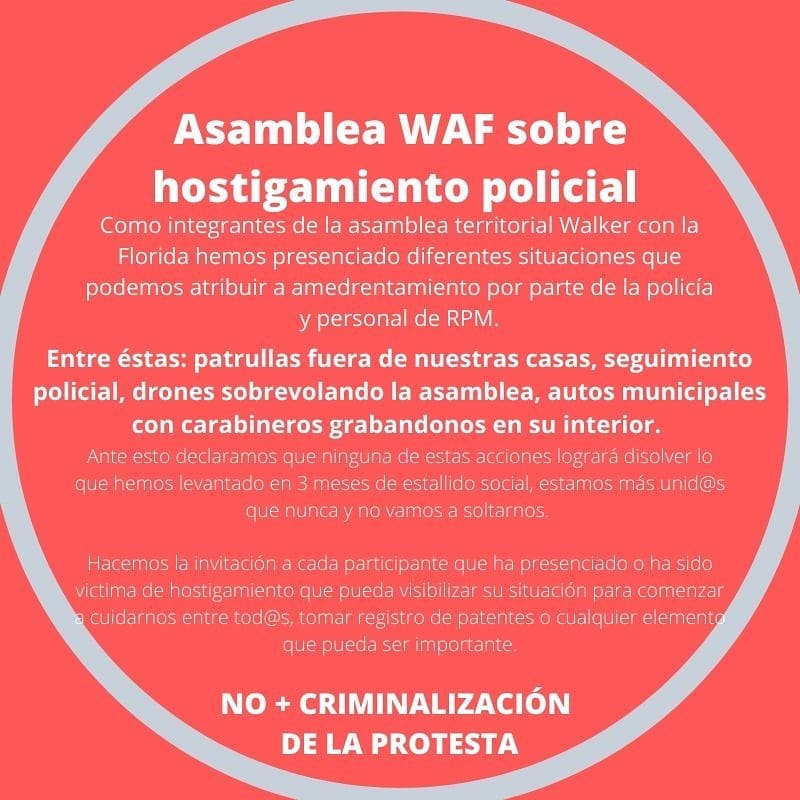 Asamblea WAF sobre
hostigamiento policial
Como integrantes de la asamblea territorial Walker con la
Florida hemos presenciado diferentes situaciones que
podemos atribuir a amedrentamiento por parte de la policía
y personal de RPM.
Entre éstas: patrullas fuera de nuestras casas, seguimiento
policial, drones sobrevolando la asamblea, autos municipales
con carabineros grabandonos en su interior.
Ante esto declaramos que ninguna de estas acciones logrará disolver lo
que hemos levantado en 3 meses de estallido social, estamos más unid@s
que nunca y no vamos a soltarnos.
Hacemos la invitación a cada participante que ha presenciado o ha sido
victima de hostigamiento que pueda visibilizar su situación para comenzar
a cuidarnos entre tod@s, tomar registro de patentes o cualquier elemento
que pueda ser importante.
NO + CRIMINALIZACIÓN
DE LA PROTESTA